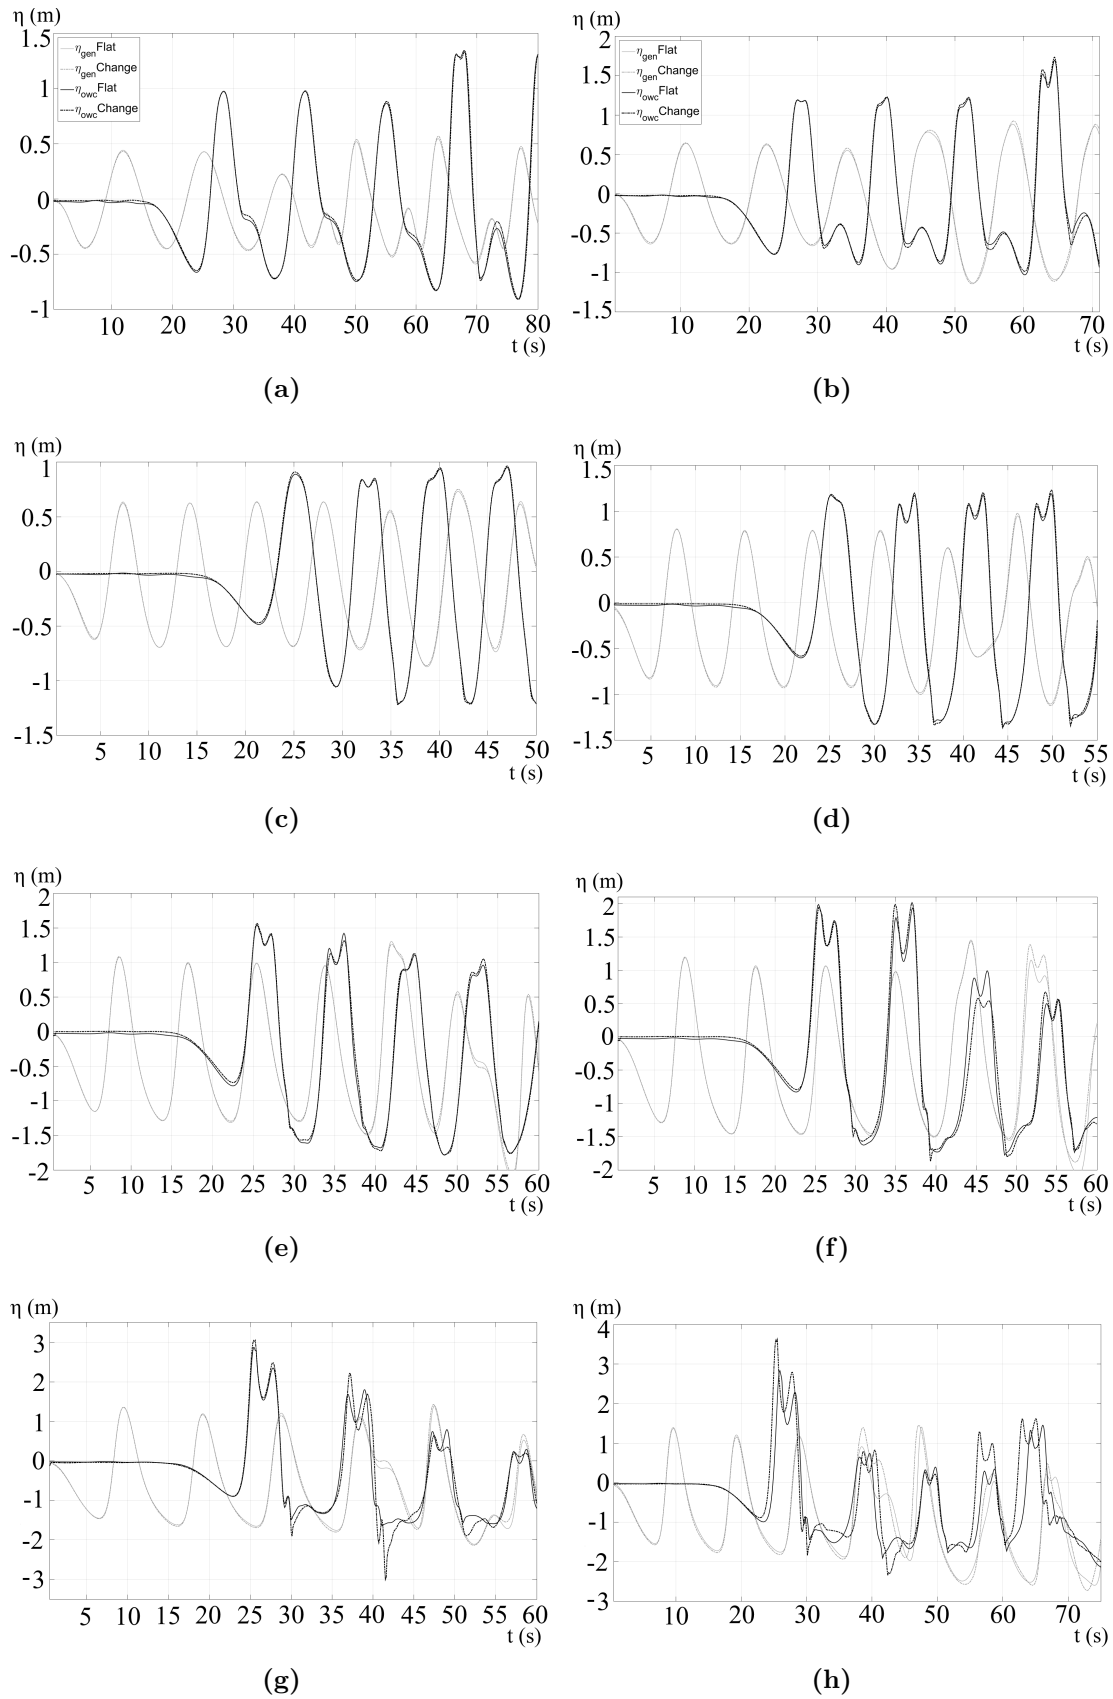 η (m)
1.5
1
0.5
0
-0.5
-1
η_gen Flat
η_gen Change
η_owc Flat
η_owc Change
10 20 30 40 50 60 70 80
t (s)
(a)
η (m)
2
1.5
1
0.5
0
-0.5
-1
-1.5
η_gen Flat
η_gen Change
η_owc Flat
η_owc Change
10 20 30 40 50 60 70
t (s)
(b)
η (m)
1
0.5
0
-0.5
-1
-1.5
5 10 15 20 25 30 35 40 45 50
t (s)
(c)
η (m)
1.5
1
0.5
0
-0.5
-1
-1.5
5 10 15 20 25 30 35 40 45 50 55
t (s)
(d)
η (m)
2
1.5
1
0.5
0
-0.5
-1
-1.5
-2
5 10 15 20 25 30 35 40 45 50 55 60
t (s)
(e)
η (m)
2
1.5
1
0.5
0
-0.5
-1
-1.5
-2
5 10 15 20 25 30 35 40 45 50 55 60
t (s)
(f)
η (m)
3
2
1
0
-1
-2
-3
5 10 15 20 25 30 35 40 45 50 55 60
t (s)
(g)
η (m)
4
3
2
1
0
-1
-2
-3
10 20 30 40 50 60 70
t (s)
(h)